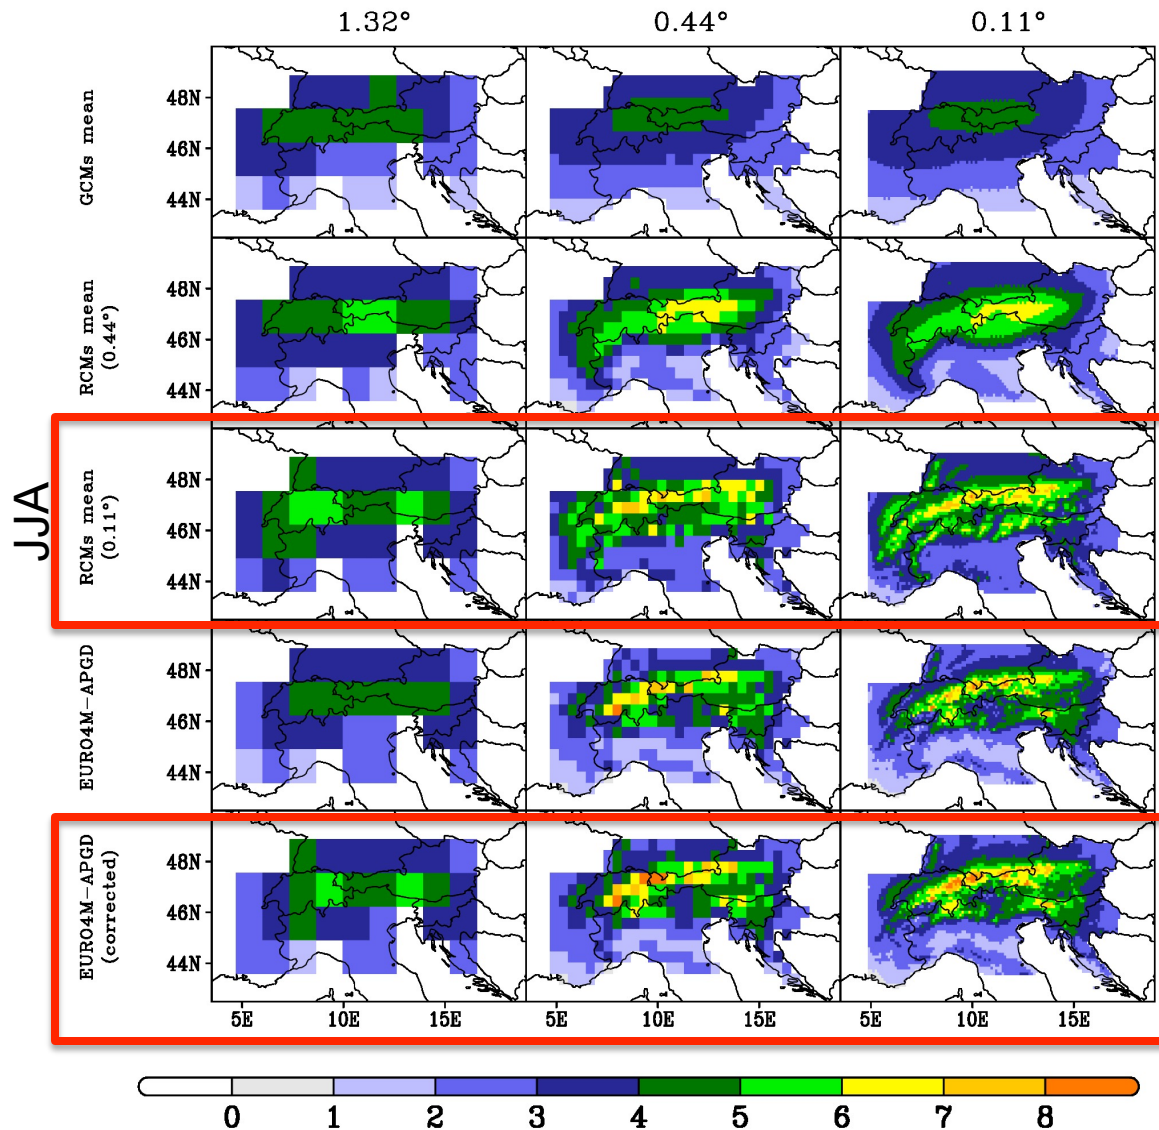 1.32° 0.44° 0.11°
GCMs mean
48N
46N
44N
RCMs mean
(0.44°)
48N
46N
44N
JJA
RCMs mean
(0.11°)
48N
46N
44N
EURO4M-APGD
48N
46N
44N
EURO4M-APGD
(corrected)
48N
46N
44N
5E 10E 15E 5E 10E 15E 5E 10E 15E
0 1 2 3 4 5 6 7 8